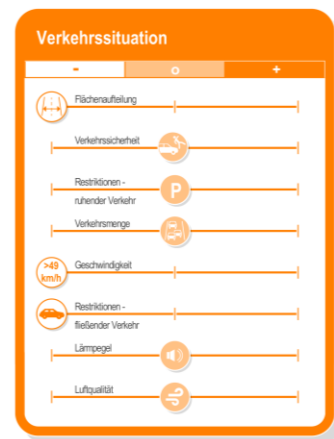 Verkehrssituation
- o +
Flächenaufteilung
Verkehrssicherheit
Restriktionen -
ruhender Verkehr
P
Verkehrsmenge
>49
km/h
Geschwindigkeit
Restriktionen -
fließender Verkehr
Lärmpegel
Luftqualität